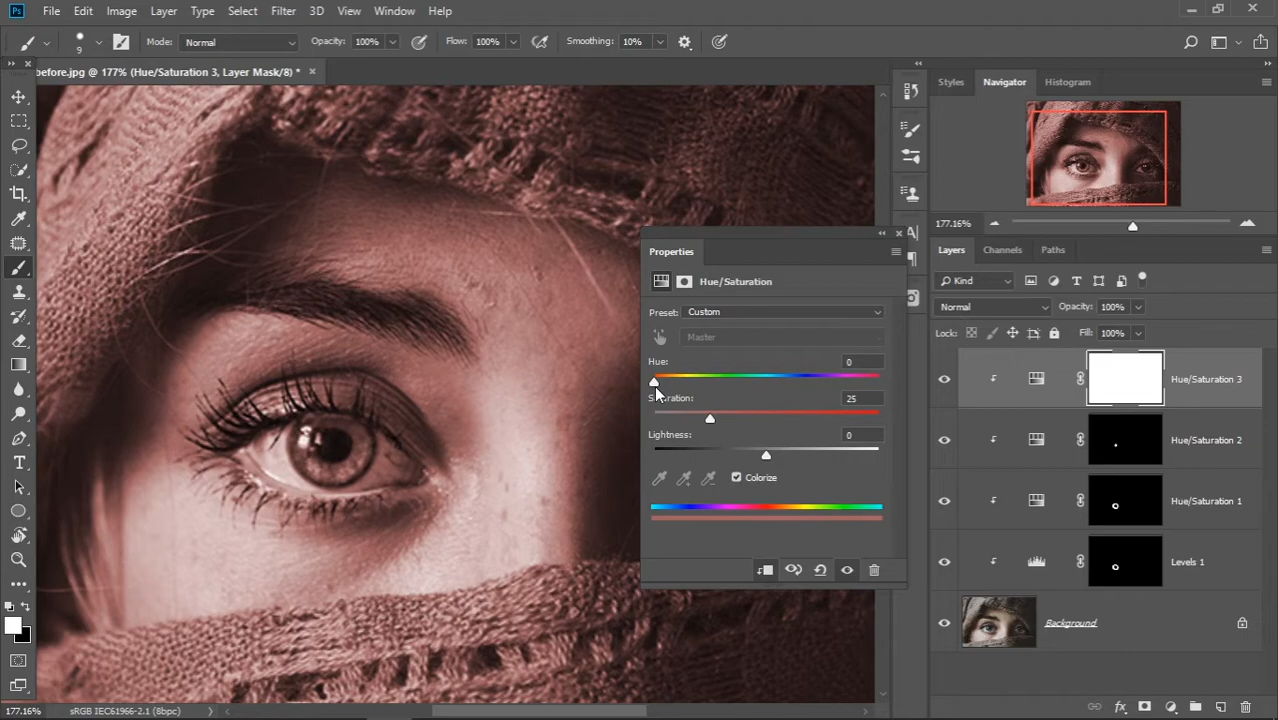 Ps File Edit Image Layer Type Select Filter 3D View Window Help
9 Mode: Normal Opacity: 100% Flow: 100% Smoothing: 10%
before.jpg @ 177% (Hue/Saturation 3, Layer Mask/8) *
Styles Navigator Histogram
177.16%
Layers Channels Paths
Kind
Normal Opacity: 100%
Lock: Fill: 100%
Hue/Saturation 3
Hue/Saturation 2
Hue/Saturation 1
Levels 1
Background
Properties
Hue/Saturation
Preset: Custom
Master
Hue: 0
Saturation: 25
Lightness: 0
Colorize
177.16% sRGB IEC61966-2.1 (8bpc)